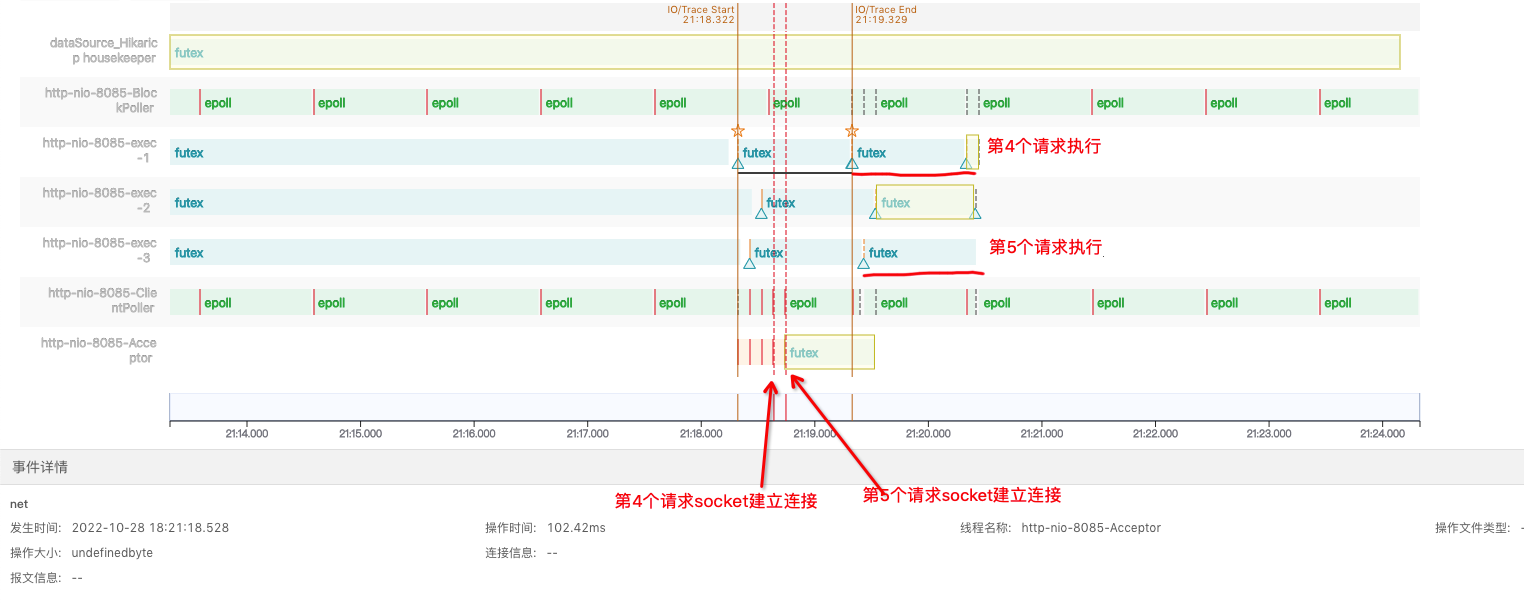 IO/Trace Start
21:18.322
IO/Trace End
21:19.329
dataSource_Hikaric
p housekeeper
futex
http-nio-8085-Bloc
kPoller
epoll
epoll
epoll
epoll
epoll
epoll
epoll
epoll
epoll
epoll
epoll
http-nio-8085-exec
-1
futex
futex
futex
第4个请求执行
http-nio-8085-exec
-2
futex
futex
futex
http-nio-8085-exec
-3
futex
futex
futex
第5个请求执行
http-nio-8085-Clie
ntPoller
epoll
epoll
epoll
epoll
epoll
epoll
epoll
epoll
epoll
epoll
epoll
http-nio-8085-Acce
ptor
futex
21:14.000
21:15.000
21:16.000
21:17.000
21:18.000
21:19.000
21:20.000
21:21.000
21:22.000
21:23.000
21:24.000
事件详情
第4个请求socket建立连接
第5个请求socket建立连接
net
发生时间: 2022-10-28 18:21:18.528
操作时间: 102.42ms
线程名称: http-nio-8085-Acceptor
操作文件类型: -
操作大小: undefinedbyte
连接信息: --
报文信息: --